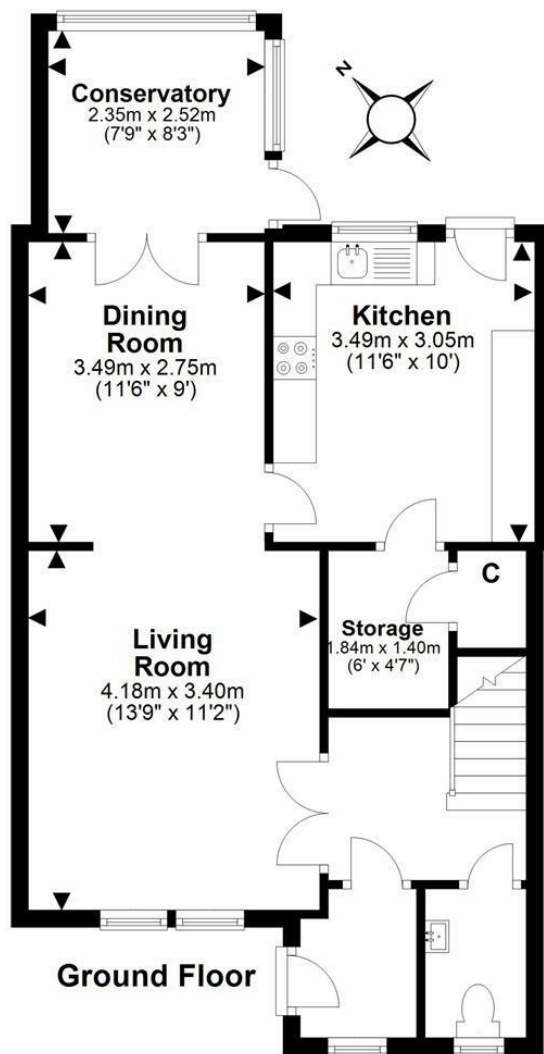 Conservatory
2.35m x 2.52m
(7'9" x 8'3")
N
Dining
Room
3.49m x 2.75m
(11'6" x 9')
Kitchen
3.49m x 3.05m
(11'6" x 10')
C
Storage
1.84m x 1.40m
(6' x 4'7")
Living
Room
4.18m x 3.40m
(13'9" x 11'2")
Ground Floor